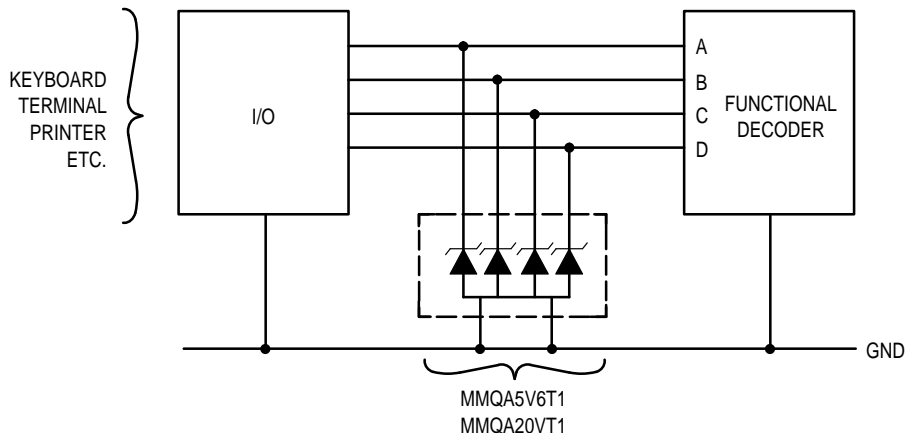 KEYBOARD
TERMINAL
PRINTER
ETC.
I/O
A
B
C
D
FUNCTIONAL
DECODER
GND
MMQA5V6T1
MMQA20VT1